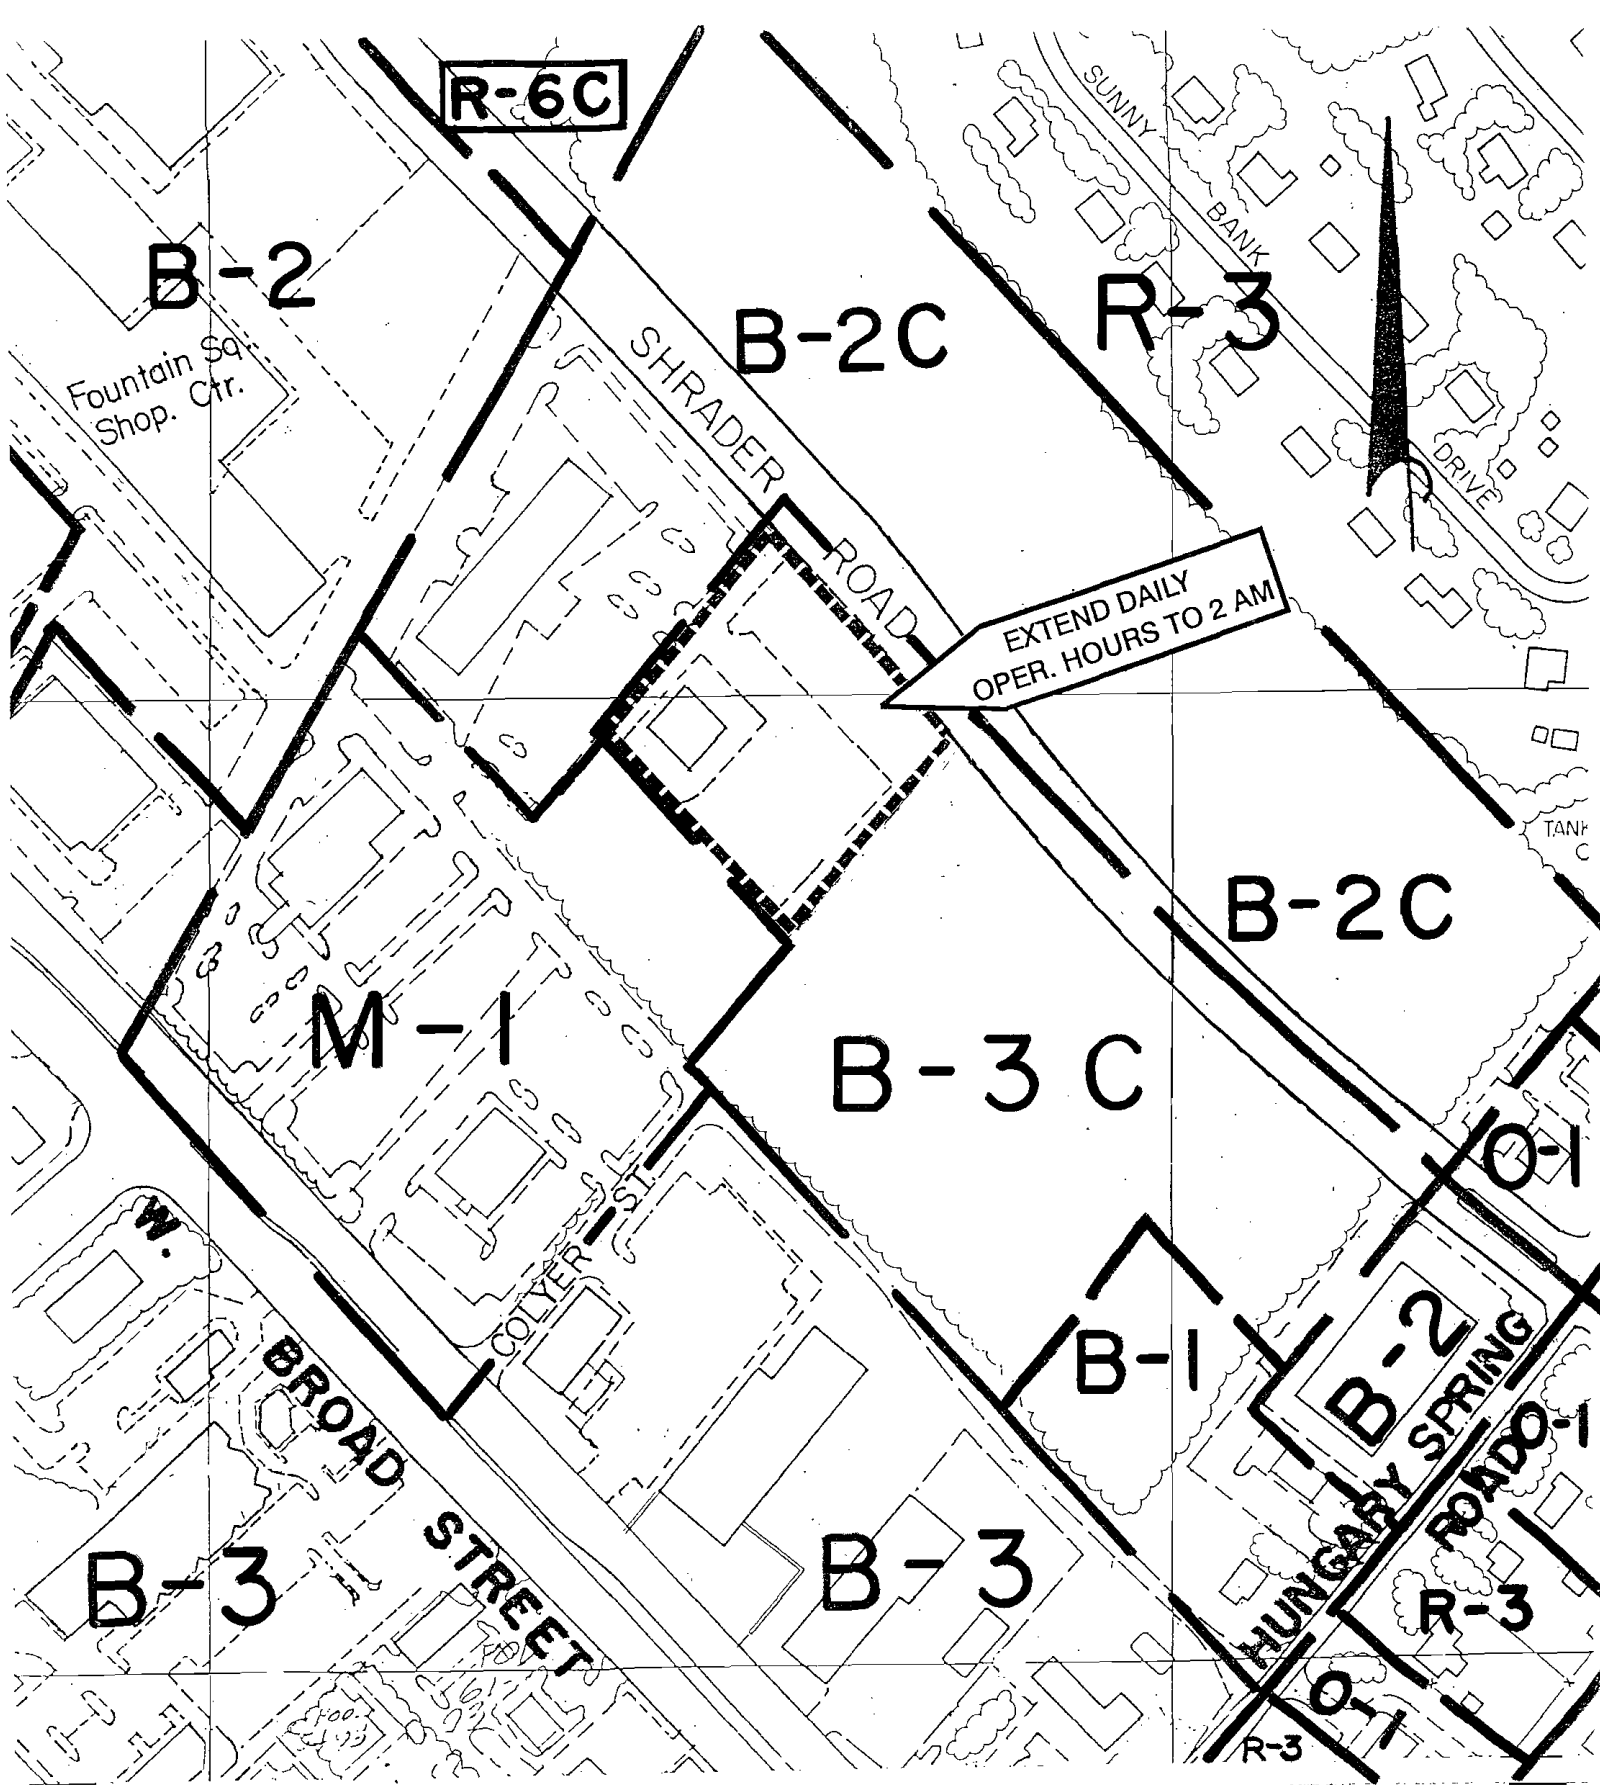 R-6C
SUNNY
BANK
DRIVE
B-2
B-2C
R-3
Fountain Sq.
Shop. Ctr.
SHRADER
ROAD
EXTEND DAILY
OPER. HOURS TO 2 AM
B-2C
M-1
B-3C
O-1
W.
BROAD
STREET
COLYER ST.
B-1
B-2
HUNGARY SPRING
ROAD
O-1
B-3
B-3
R-3
O-1
R-3